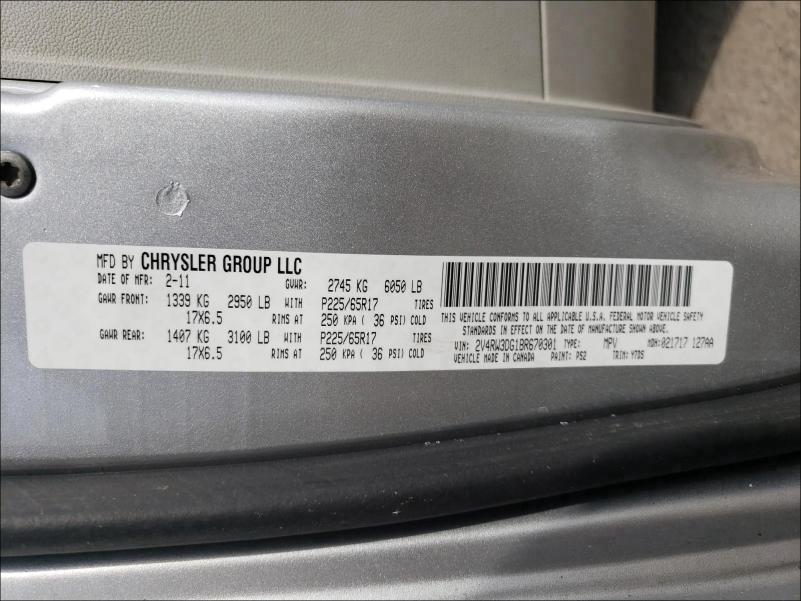 MFD BY CHRYSLER GROUP LLC
DATE OF MFR: 2-11 GVWR: 2745 KG 6050 LB
GAWR FRONT: 1339 KG 2950 LB WITH P225/65R17 TIRES
17X6.5 RIMS AT 250 KPA ( 36 PSI) COLD
GAWR REAR: 1407 KG 3100 LB WITH P225/65R17 TIRES
17X6.5 RIMS AT 250 KPA ( 36 PSI) COLD
THIS VEHICLE CONFORMS TO ALL APPLICABLE U.S.A. FEDERAL MOTOR VEHICLE SAFETY
STANDARDS IN EFFECT ON THE DATE OF MANUFACTURE SHOWN ABOVE.
VIN: 2V4RW3DG1BR670301 TYPE: MPV MDH: 021717 127AA
VEHICLE MADE IN CANADA PAINT: PS2 TRIM: Y7DS